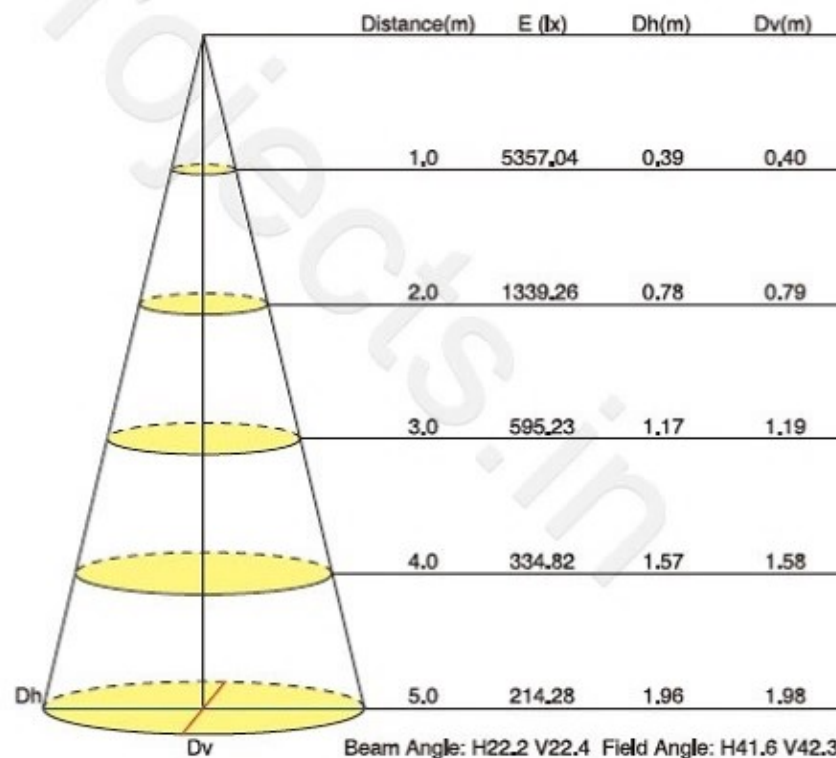 Distance(m) E (lx) Dh(m) Dv(m)
1.0 5357.04 0.39 0.40
2.0 1339.26 0.78 0.79
3.0 595.23 1.17 1.19
4.0 334.82 1.57 1.58
Dh 5.0 214.28 1.96 1.98
Dv Beam Angle: H22.2 V22.4 Field Angle: H41.6 V42.3
rojects.in